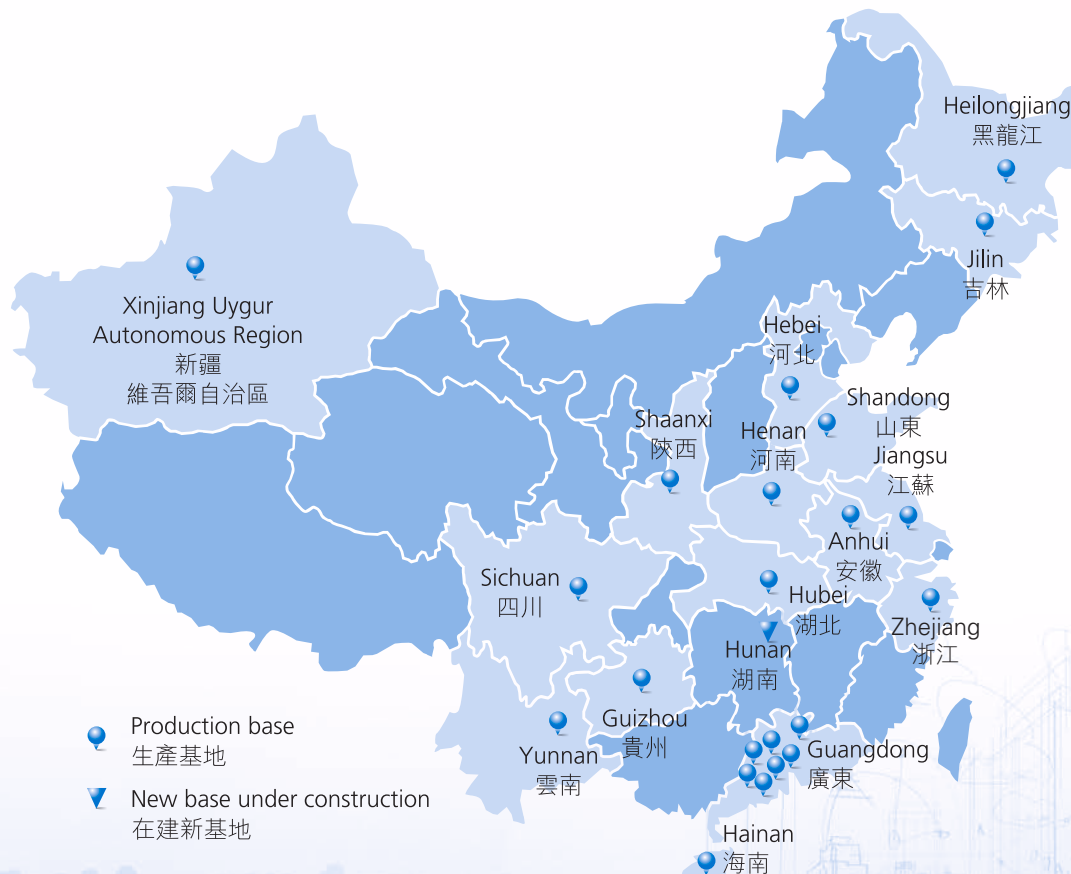 Heilongjiang
黑龍江
Jilin
吉林
Xinjiang Uygur
Autonomous Region
新疆
維吾爾自治區
Hebei
河北
Shandong
山東
Shaanxi
陝西
Henan
河南
Jiangsu
江蘇
Anhui
安徽
Sichuan
四川
Hubei
湖北
Zhejiang
浙江
Hunan
湖南
Guizhou
貴州
Yunnan
雲南
Guangdong
廣東
Hainan
海南
Production base
生產基地
New base under construction
在建新基地